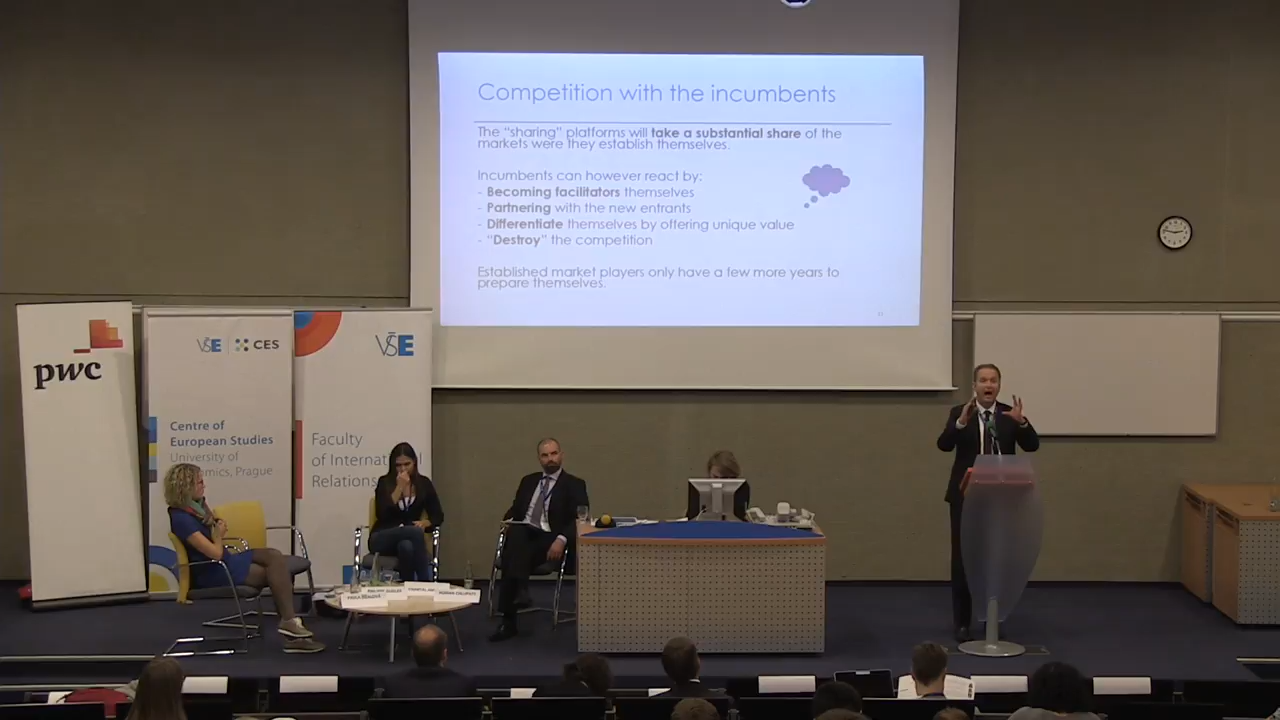 Competition with the incumbents
The “sharing” platforms will take a substantial share of the
markets were they establish themselves.
Incumbents can however react by:
- Becoming facilitators themselves
- Partnering with the new entrants
- Differentiate themselves by offering unique value
- “Destroy” the competition
Established market players only have a few more years to
prepare themselves.
pwc
VŠE
CES
Centre of
European Studies
University of
omics, Prague
VŠE
Faculty
of Internat l
Relations